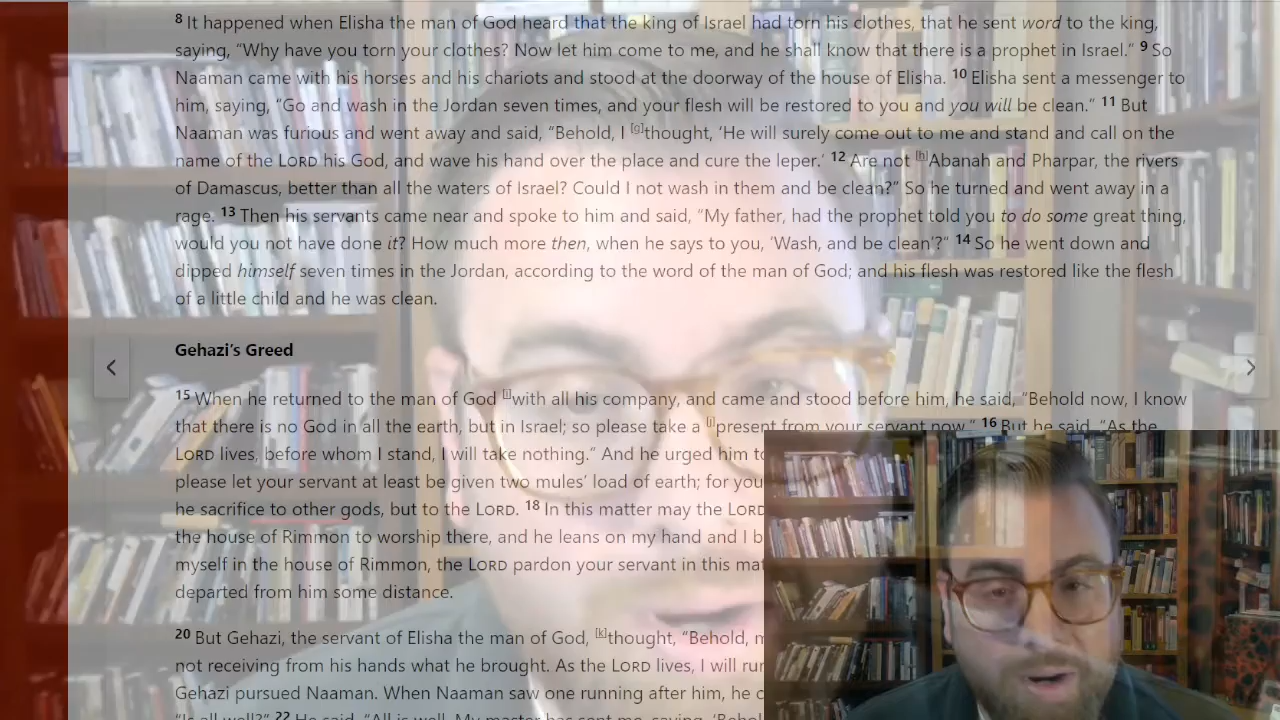 8 It happened when Elisha the man of God heard that the king of Israel had torn his clothes, that he sent word to the king,
saying, “Why have you torn your clothes? Now let him come to me, and he shall know that there is a prophet in Israel.” 9 So
Naaman came with his horses and his chariots and stood at the doorway of the house of Elisha. 10 Elisha sent a messenger to
him, saying, “Go and wash in the Jordan seven times, and your flesh will be restored to you and you will be clean.” 11 But
Naaman was furious and went away and said, “Behold, I [g]thought, ‘He will surely come out to me and stand and call on the
name of the LORD his God, and wave his hand over the place and cure the leper.’ 12 Are not [h]Abanah and Pharpar, the rivers
of Damascus, better than all the waters of Israel? Could I not wash in them and be clean?” So he turned and went away in a
rage. 13 Then his servants came near and spoke to him and said, “My father, had the prophet told you to do some great thing,
would you not have done it? How much more then, when he says to you, ‘Wash, and be clean’?” 14 So he went down and
dipped himself seven times in the Jordan, according to the word of the man of God; and his flesh was restored like the flesh
of a little child and he was clean.
Gehazi’s Greed
15 When he returned to the man of God [i]with all his company, and came and stood before him, he said, “Behold now, I know
that there is no God in all the earth, but in Israel; so please take a [j]present from your servant now.” 16 But he said, “As the
LORD lives, before whom I stand, I will take nothing.” And he urged him to
please let your servant at least be given two mules’ load of earth; for you
he sacrifice to other gods, but to the LORD. 18 In this matter may the LORD
the house of Rimmon to worship there, and he leans on my hand and I b
myself in the house of Rimmon, the LORD pardon your servant in this mat
departed from him some distance.
20 But Gehazi, the servant of Elisha the man of God, [k]thought, “Behold, m
not receiving from his hands what he brought. As the LORD lives, I will run
Gehazi pursued Naaman. When Naaman saw one running after him, he c
“Is all well?” 22 He said, “All is well. My master has sent me, saying, ‘Behol